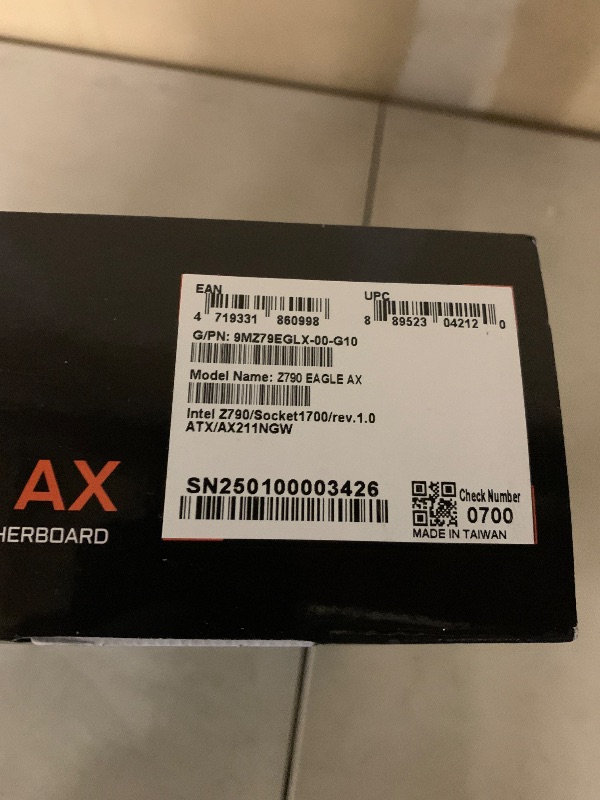 EAN
4 719331 860998
UPC
8 89523 04212 0
G/PN: 9MZ79EGLX-00-G10
Model Name: Z790 EAGLE AX
Intel Z790/Socket1700/rev.1.0
ATX/AX211NGW
SN250100003426
Check Number
0700
MADE IN TAIWAN
AX
HERBOARD